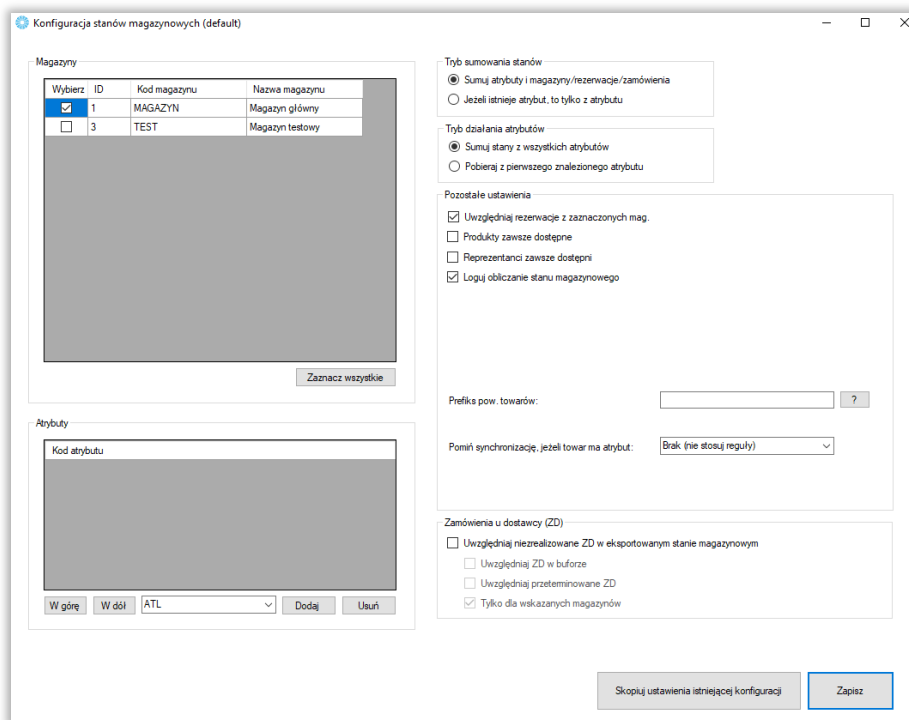 Konfiguracja stanów magazynowych (default)
Magazyny
Wybierz ID Kod magazynu Nazwa magazynu
1 MAGAZYN Magazyn główny
3 TEST Magazyn testowy
Zaznacz wszystkie
Atrybuty
Kod atrybutu
W górę W dół ATL Dodaj Usuń
Tryb sumowania stanów
Sumuj atrybuty i magazyny/rezerwacje/zamówienia
Jeżeli istnieje atrybut, to tylko z atrybutu
Tryb działania atrybutów
Sumuj stany z wszystkich atrybutów
Pobieraj z pierwszego znalezionego atrybutu
Pozostałe ustawienia
Uwzględniaj rezerwacje z zaznaczonych mag.
Produkty zawsze dostępne
Reprezentanci zawsze dostępni
Loguj obliczanie stanu magazynowego
Prefiks pow. towarów: ?
Pomiń synchronizację, jeżeli towar ma atrybut: Brak (nie stosuj reguły)
Zamówienia u dostawcy (ZD)
Uwzględniaj niezrealizowane ZD w eksportowanym stanie magazynowym
Uwzględniaj ZD w buforze
Uwzględniaj przeterminowane ZD
Tylko dla wskazanych magazynów
Skopiuj ustawienia istniejącej konfiguracji Zapisz